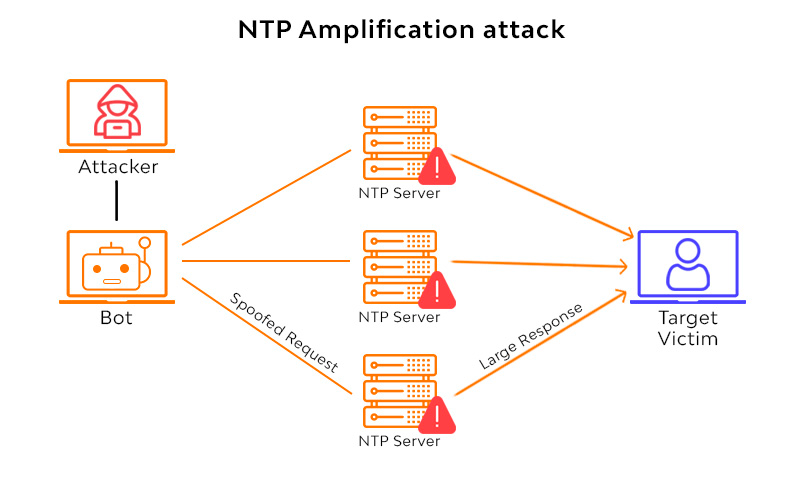 NTP Amplification attack
Attacker
Bot
Spoofed Request
NTP Server
NTP Server
NTP Server
Large Response
Target
Victim